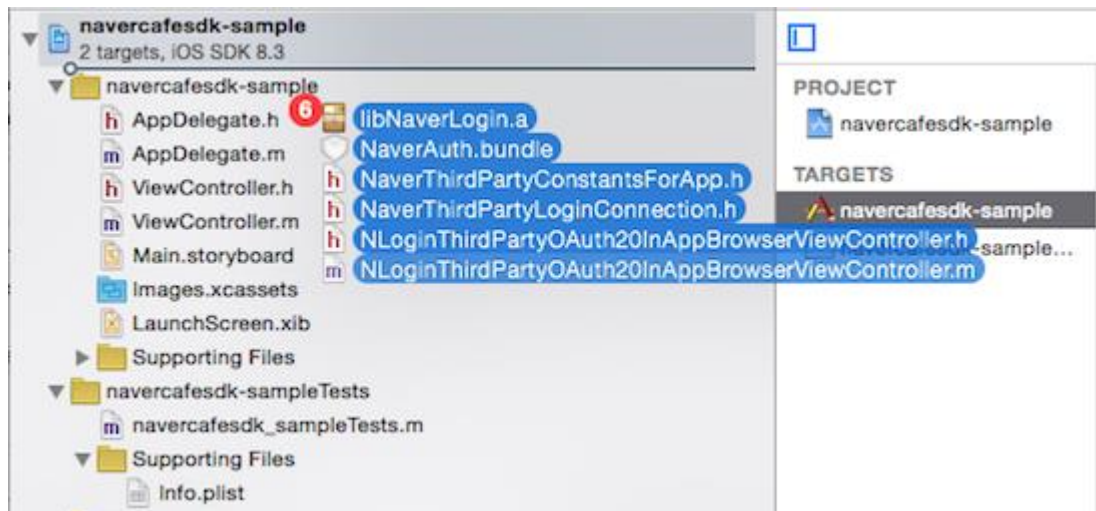 navercafesdk-sample
2 targets, iOS SDK 8.3
navercafesdk-sample
AppDelegate.h
AppDelegate.m
ViewController.h
ViewController.m
Main.storyboard
Images.xcassets
LaunchScreen.xib
Supporting Files
navercafesdk-sampleTests
navercafesdk_sampleTests.m
Supporting Files
Info.plist
6
libNaverLogin.a
NaverAuth.bundle
h NaverThirdPartyConstantsForApp.h
h NaverThirdPartyLoginConnection.h
h NLoginThirdPartyOAuth20InAppBrowserViewController.h
m NLoginThirdPartyOAuth20InAppBrowserViewController.m
PROJECT
navercafesdk-sample
TARGETS
navercafesdk-sample
-sample...